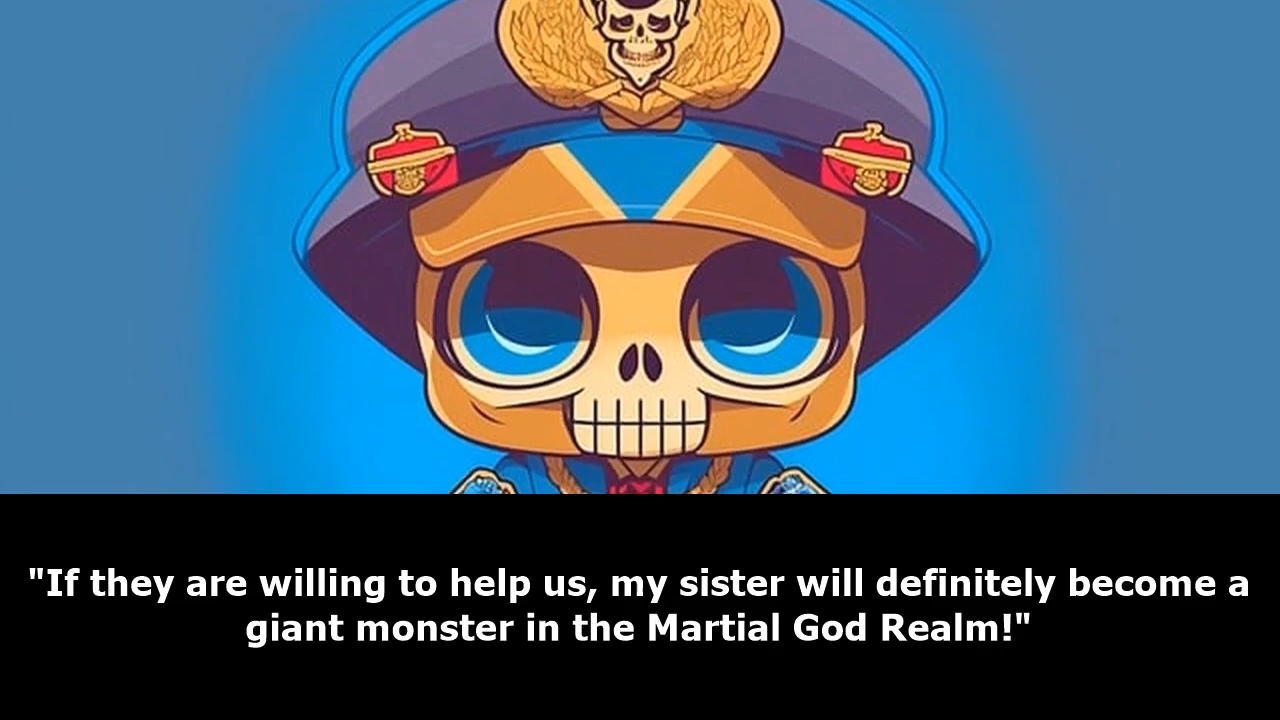 "If they are willing to help us, my sister will definitely become a
giant monster in the Martial God Realm!"